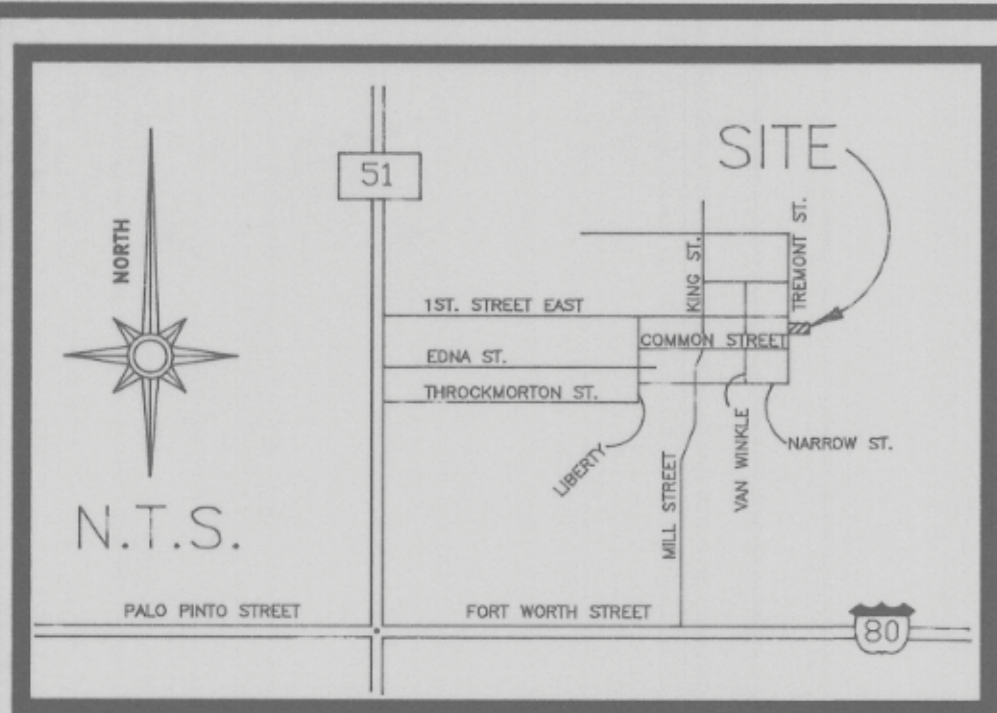 51
SITE
NORTH
KING ST.
TREMONT ST.
1ST. STREET EAST
COMMON STREET
EDNA ST.
THROCKMORTON ST.
LIBERTY
MILL STREET
VAN WINKLE
NARROW ST.
N.T.S.
PALO PINTO STREET
FORT WORTH STREET
80